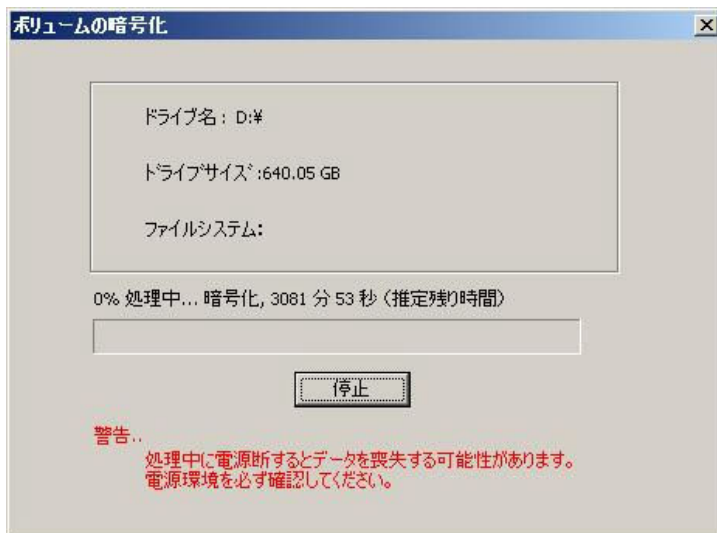 ボリュームの暗号化
ドライブ名: D:¥
ﾄﾞﾗｲﾌﾞｻｲｽﾞ:640.05 GB
ファイルシステム:
0% 処理中... 暗号化, 3081 分 53 秒 (推定残り時間)
停止
警告..
処理中に電源断するとデータを喪失する可能性があります。
電源環境を必ず確認してください。